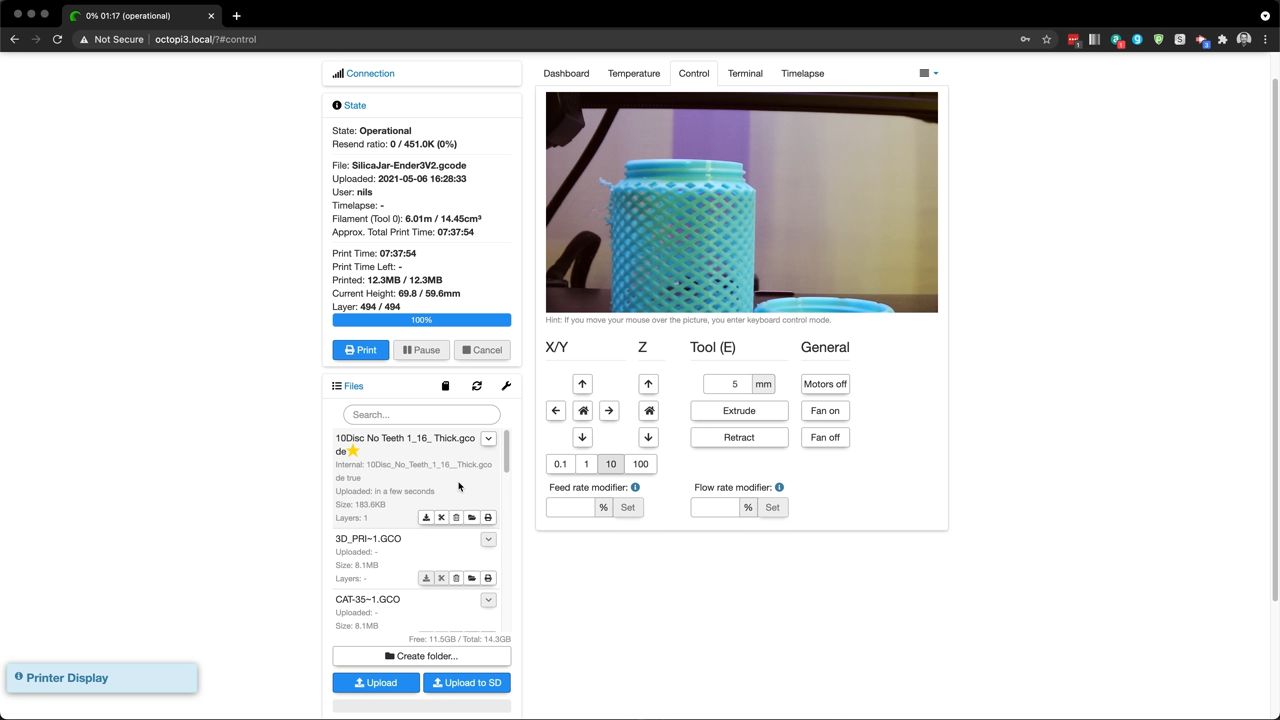 0% 01:17 (operational)
Not Secure
octopi3.local/?#control
Connection
State
State: Operational
Resend ratio: 0 / 451.0K (0%)
File: SilicaJar-Ender3V2.gcode
Uploaded: 2021-05-06 16:28:33
User: nils
Timelapse: -
Filament (Tool 0): 6.01m / 14.45cm³
Approx. Total Print Time: 07:37:54
Print Time: 07:37:54
Print Time Left: -
Printed: 12.3MB / 12.3MB
Current Height: 69.8 / 59.6mm
Layer: 494 / 494
100%
Print Pause Cancel
Files
Search...
10Disc No Teeth 1_16_ Thick.gco
de
Internal: 10Disc_No_Teeth_1_16__Thick.gco
de true
Uploaded: in a few seconds
Size: 183.6KB
Layers: 1
3D_PRI~1.GCO
Uploaded: -
Size: 8.1MB
Layers: -
CAT-35~1.GCO
Uploaded: -
Size: 8.1MB
Free: 11.5GB / Total: 14.3GB
Create folder...
Upload Upload to SD
Printer Display
Dashboard Temperature Control Terminal Timelapse
Hint: If you move your mouse over the picture, you enter keyboard control mode.
X/Y Z Tool (E) General
5 mm Motors off
Extrude Fan on
Retract Fan off
0.1 1 10 100
Feed rate modifier: Flow rate modifier:
% Set % Set